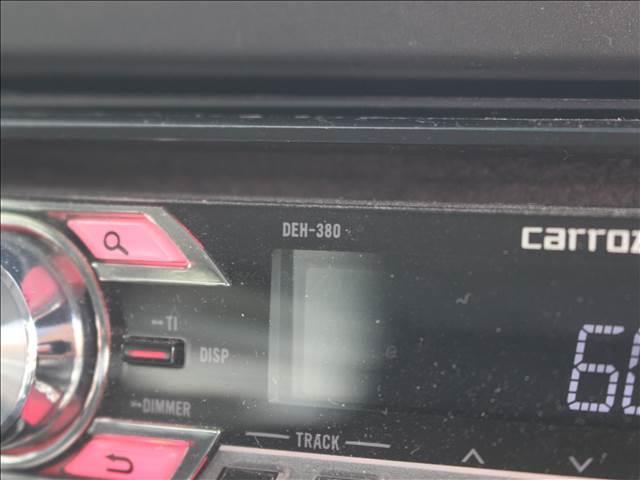 DEH-380
carroz
TI
DISP
DIMMER
TRACK